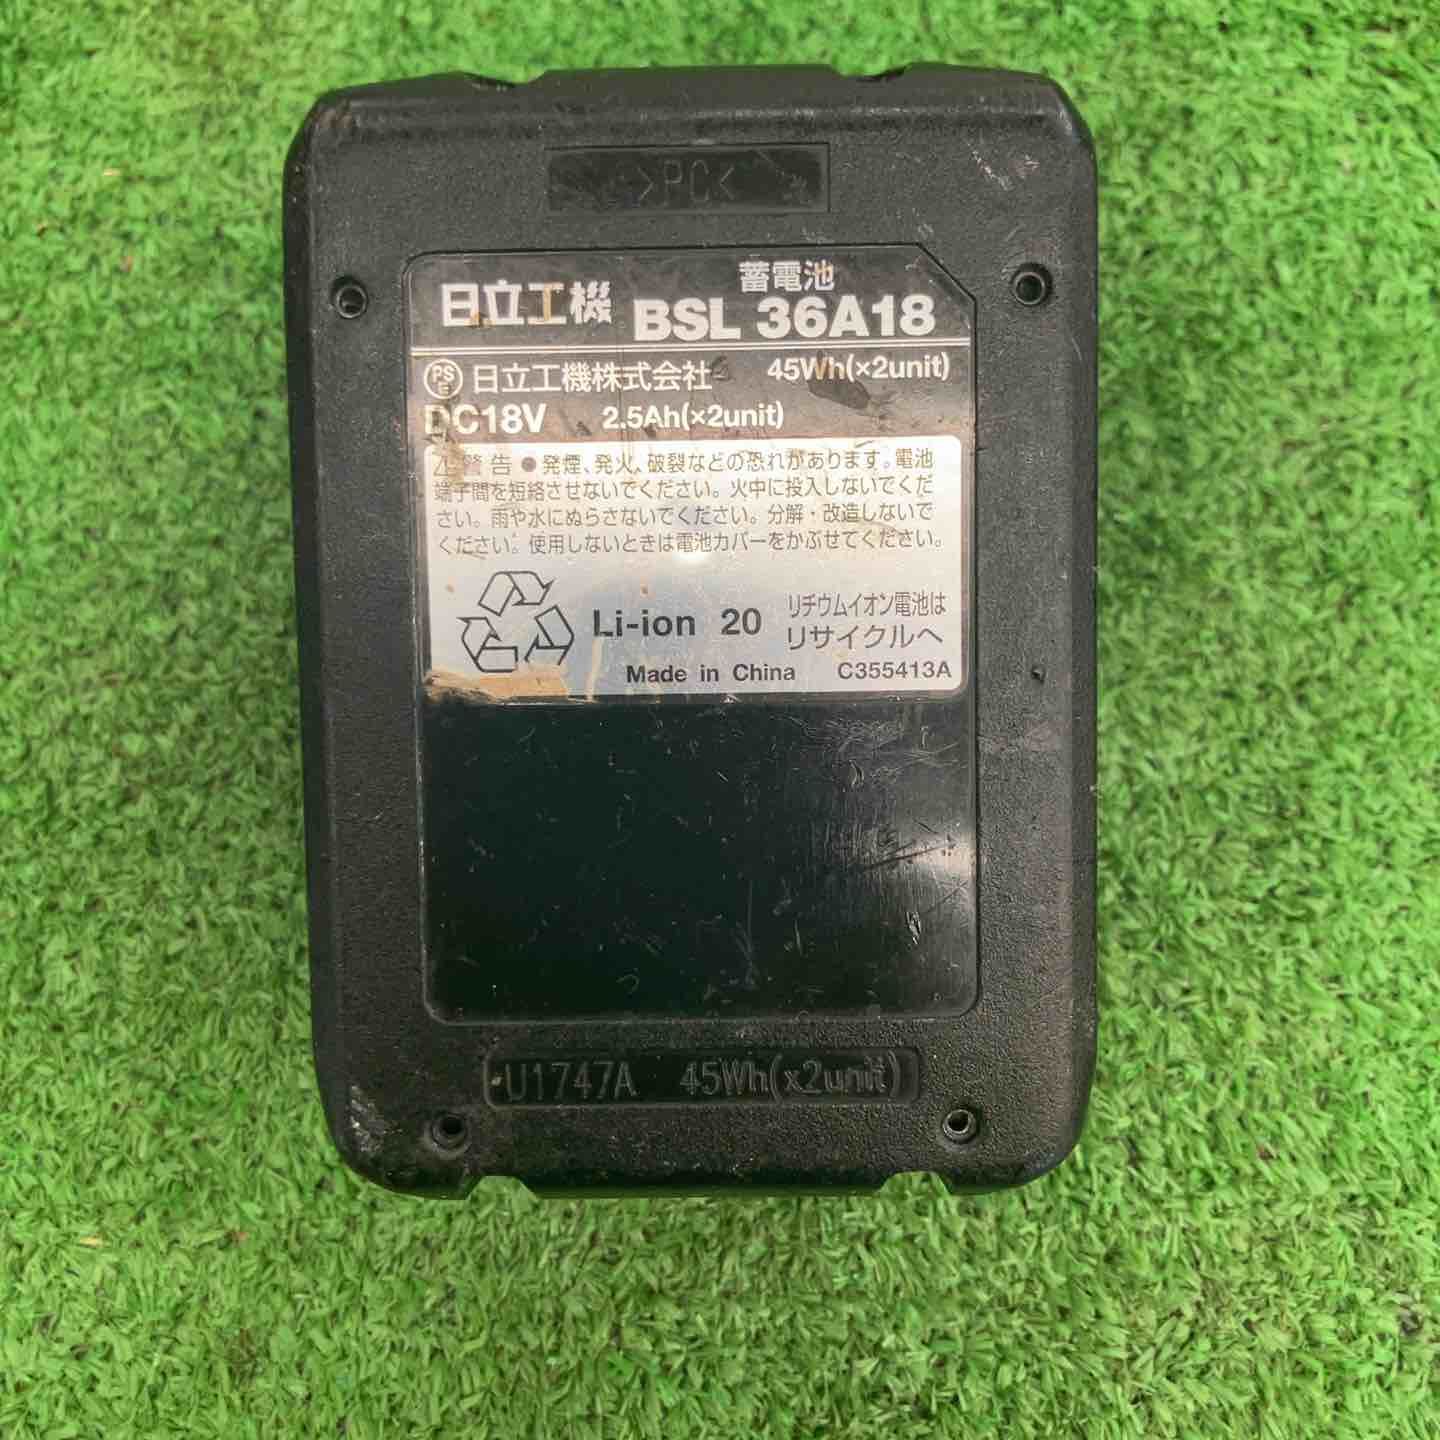 >PC<
日立工機
蓄電池
BSL 36A18
PS E 日立工機株式会社 45Wh(×2unit)
DC18V 2.5Ah(×2unit)
⚠警告 ●発煙、発火、破裂などの恐れがあります。電池
端子間を短絡させないでください。火中に投入しないでくだ
さい。雨や水にぬらさないでください。分解・改造しないで
ください。使用しないときは電池カバーをかぶせてください。
Li-ion 20 リチウムイオン電池は
リサイクルへ
Made in China C355413A
U1747A 45Wh(x2unit)